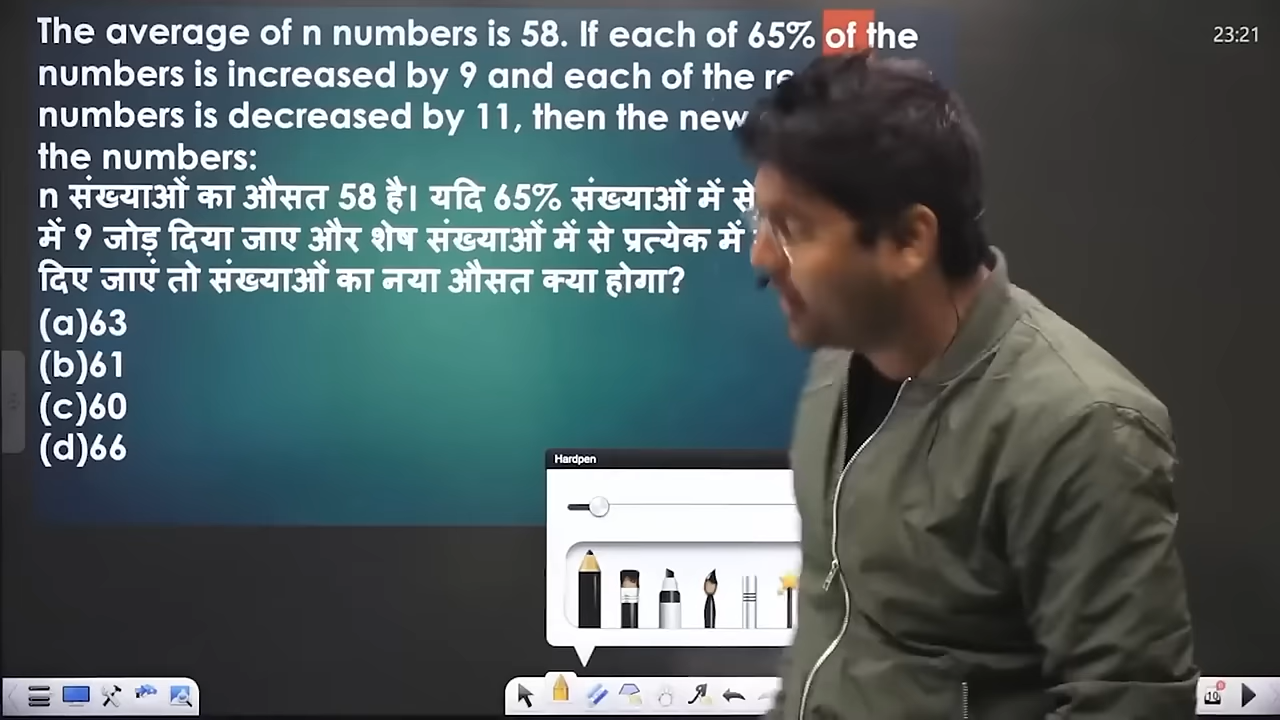 The average of n numbers is 58. If each of 65% of the
numbers is increased by 9 and each of the
numbers is decreased by 11, then the new
the numbers:
n संख्याओं का औसत 58 है। यदि 65% संख्याओं में से
में 9 जोड़ दिया जाए और शेष संख्याओं में से प्रत्येक में
दिए जाएं तो संख्याओं का नया औसत क्या होगा?
(a)63
(b)61
(c)60
(d)66
23:21
Hardpen